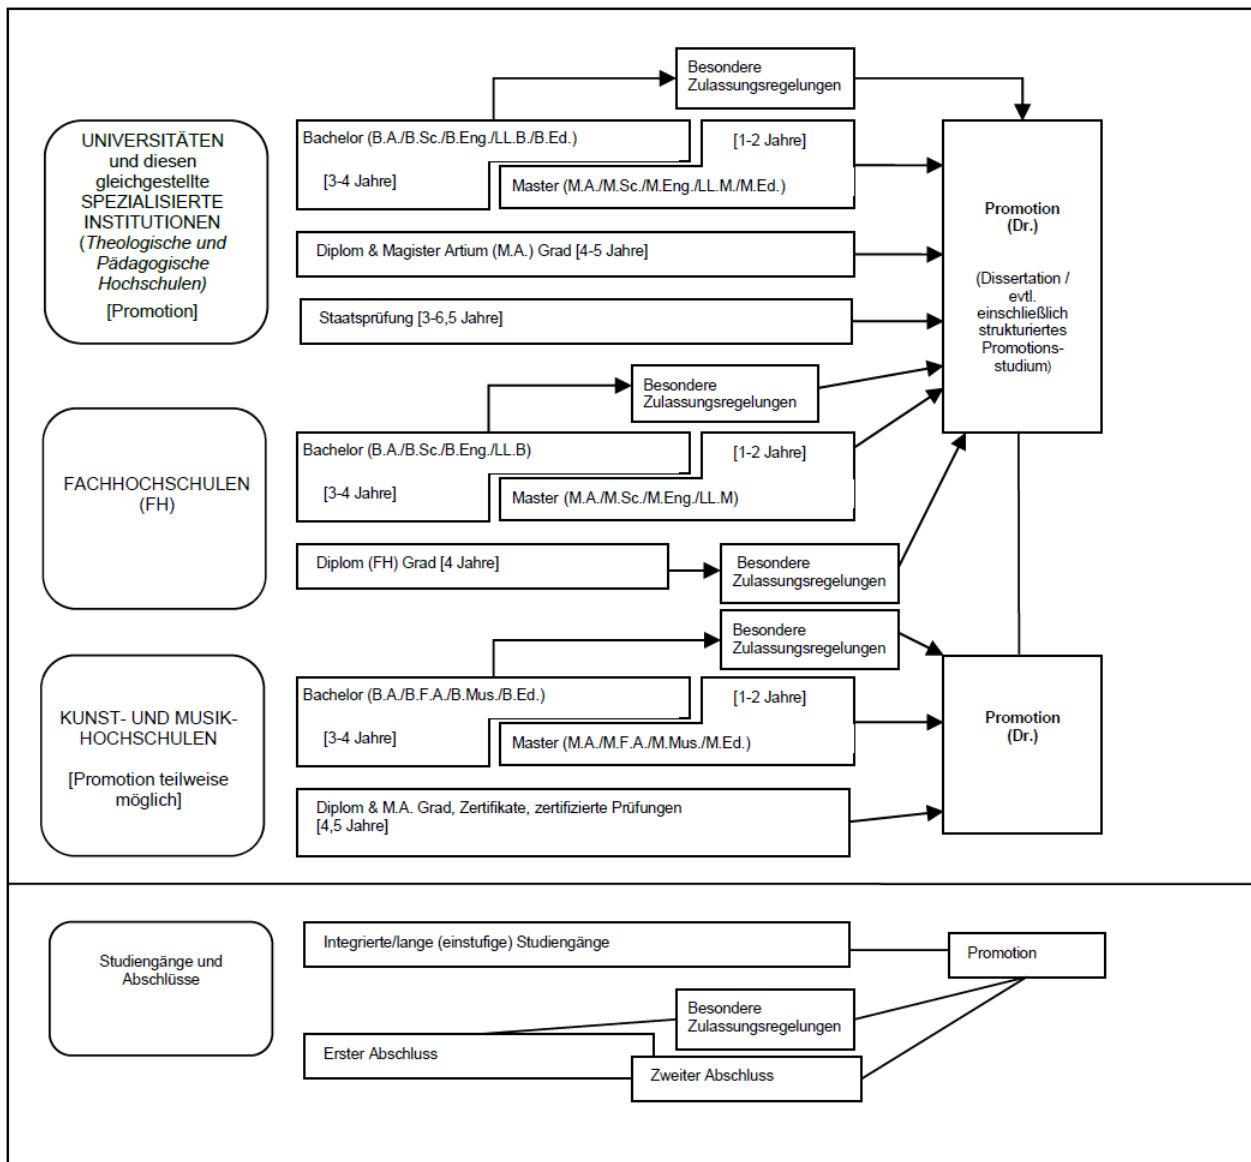 Besondere
Zulassungsregelungen
UNIVERSITÄTEN
und diesen
gleichgestellte
SPEZIALISIERTE
INSTITUTIONEN
(Theologische und
Pädagogische
Hochschulen)
[Promotion]
Bachelor (B.A./B.Sc./B.Eng./LL.B./B.Ed.)
[3-4 Jahre]
[1-2 Jahre]
Master (M.A./M.Sc./M.Eng./LL.M./M.Ed.)
Diplom & Magister Artium (M.A.) Grad [4-5 Jahre]
Staatsprüfung [3-6,5 Jahre]
Promotion
(Dr.)
(Dissertation /
evtl.
einschließlich
strukturiertes
Promotions-
studium)
Besondere
Zulassungsregelungen
FACHHOCHSCHULEN
(FH)
Bachelor (B.A./B.Sc./B.Eng./LL.B)
[3-4 Jahre]
[1-2 Jahre]
Master (M.A./M.Sc./M.Eng./LL.M)
Diplom (FH) Grad [4 Jahre]
Besondere
Zulassungsregelungen
Besondere
Zulassungsregelungen
KUNST- UND MUSIK-
HOCHSCHULEN
[Promotion teilweise
möglich]
Bachelor (B.A./B.F.A./B.Mus./B.Ed.)
[3-4 Jahre]
[1-2 Jahre]
Master (M.A./M.F.A./M.Mus./M.Ed.)
Diplom & M.A. Grad, Zertifikate, zertifizierte Prüfungen
[4,5 Jahre]
Promotion
(Dr.)
Studiengänge und
Abschlüsse
Integrierte/lange (einstufige) Studiengänge
Promotion
Besondere
Zulassungsregelungen
Erster Abschluss
Zweiter Abschluss